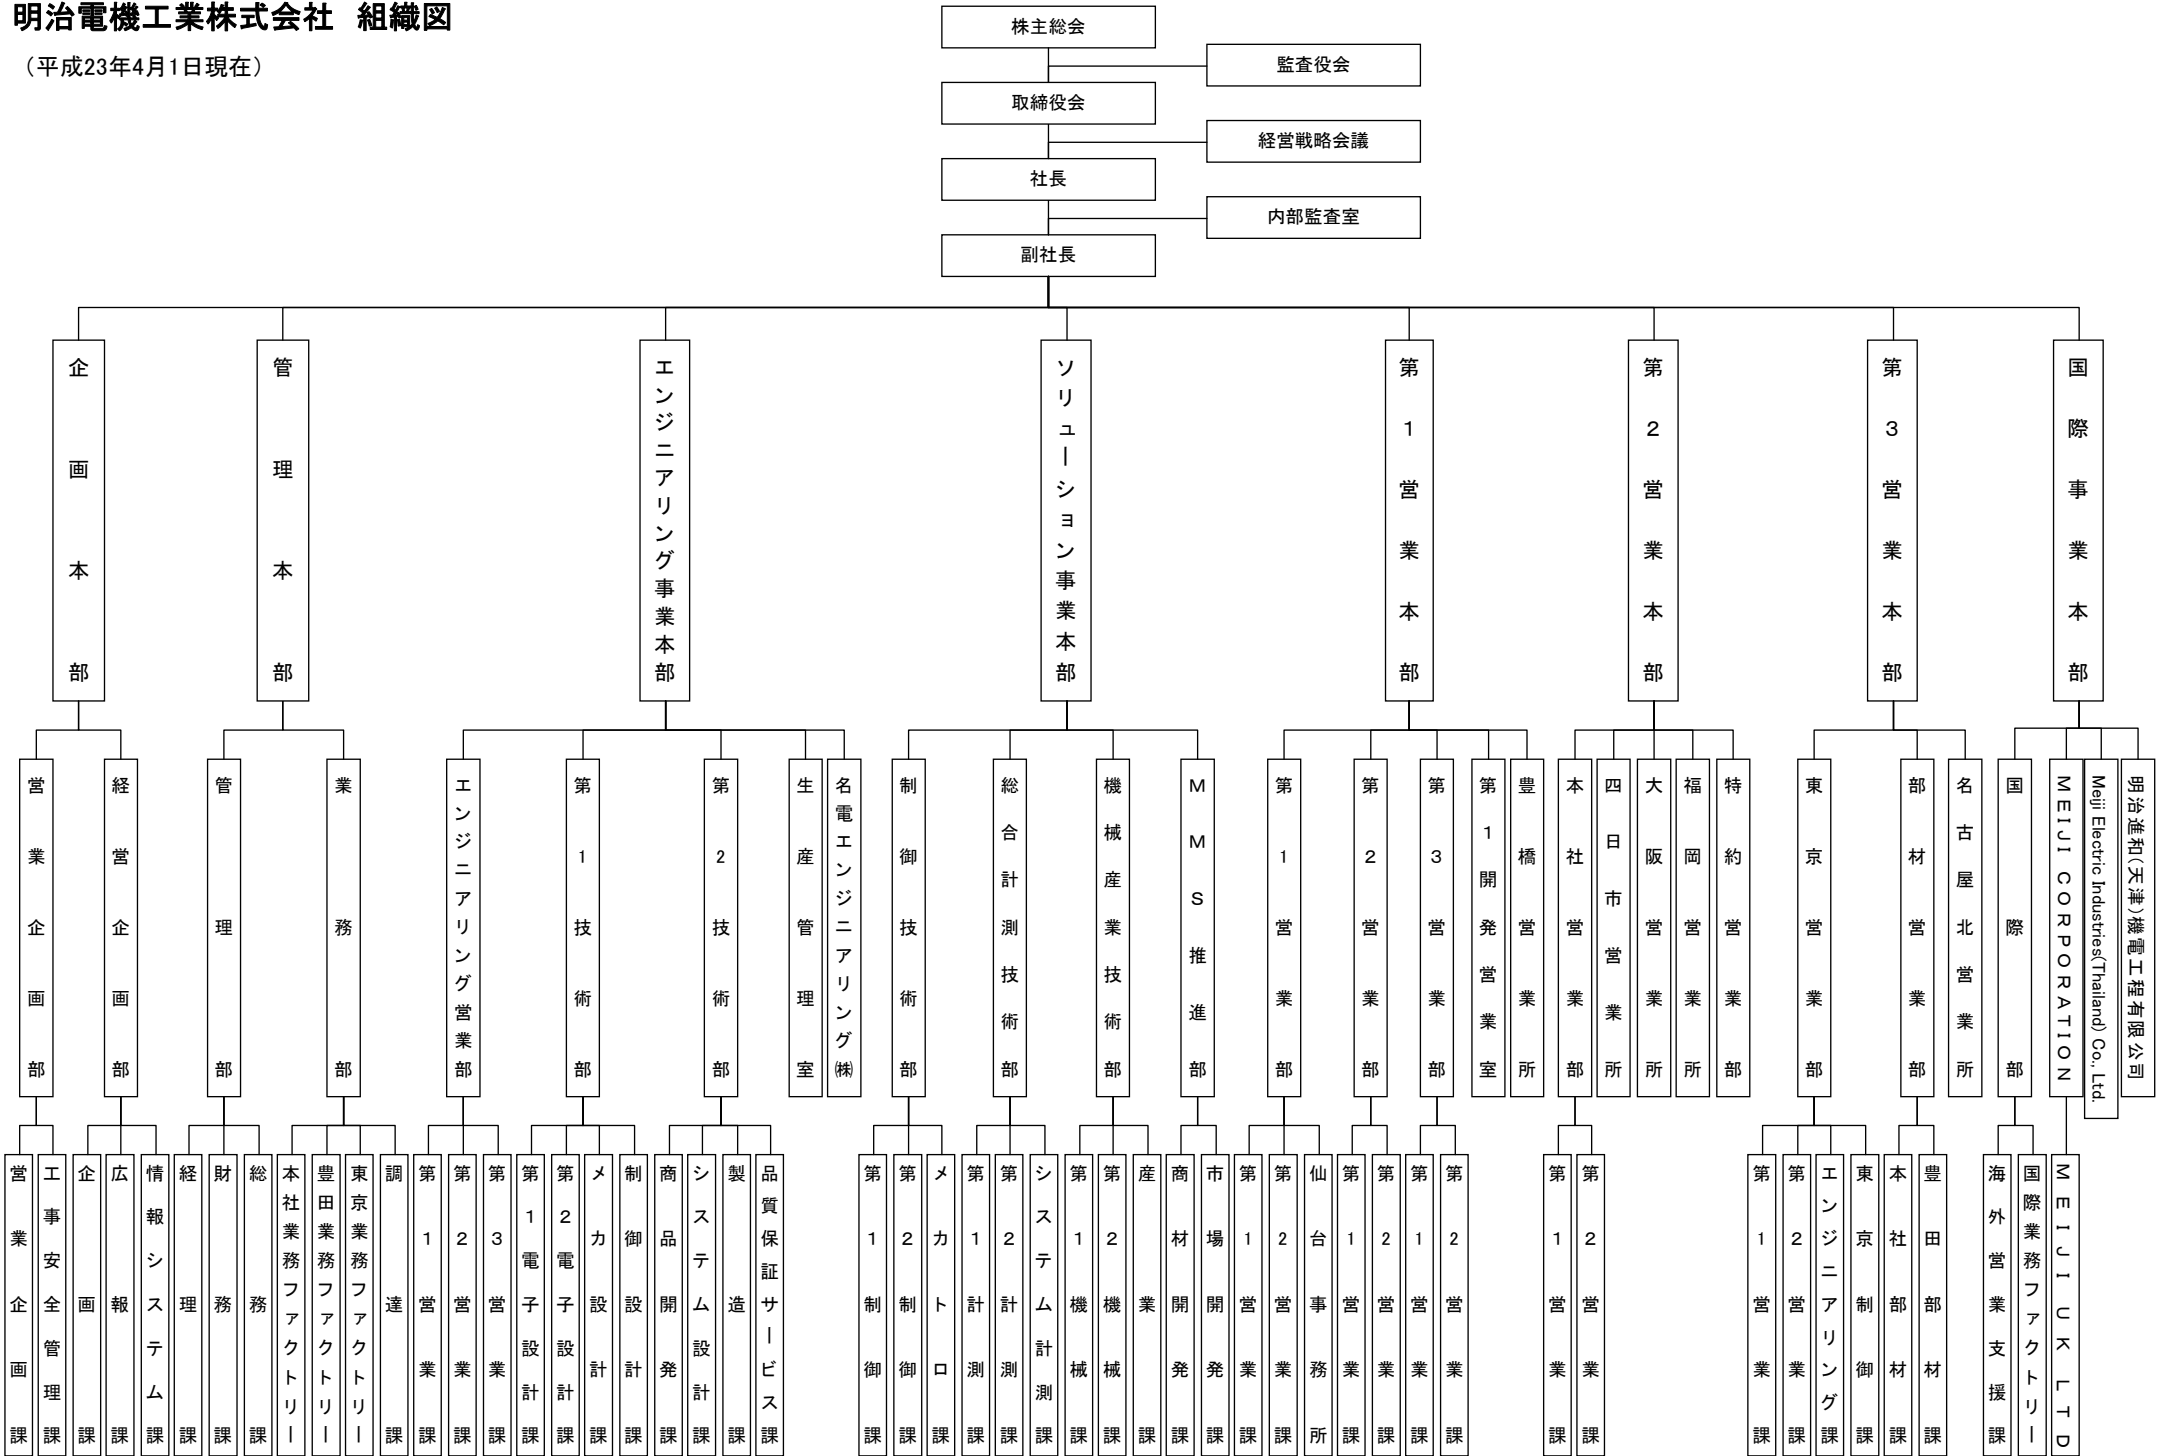 明治電機工業株式会社 組織図
（平成23年4月1日現在）
株主総会
監査役会
取締役会
経営戦略会議
社長
内部監査室
副社長
企画本部
管理本部
エンジニアリング事業本部
ソリューション事業本部
第1営業本部
第2営業本部
第3営業本部
国際事業本部
営業企画部
経営企画部
管理部
業務部
エンジニアリング営業部
第1技術部
第2技術部
生産管理室
名電エンジニアリング㈱
制御技術部
総合計測技術部
機械産業技術部
MMS推進部
第1営業部
第2営業部
第3営業部
第1開発営業室
豊橋営業所
本社営業部
四日市営業所
大阪営業所
福岡営業所
特約営業部
東京営業部
部材営業部
名古屋北営業所
国際部
MEIJI CORPORATION
Meiji Electric Industries(Thailand) Co., Ltd.
明治進和(天津)機電工程有限公司
営業企画課
工事安全管理課
企画課
広報課
情報システム課
経理課
財務課
総務課
本社業務ファクトリー
豊田業務ファクトリー
東京業務ファクトリー
調達課
第1営業課
第2営業課
第3営業課
第1電子設計課
第2電子設計課
メカ設計課
制御設計課
商品開発課
システム設計課
製造課
品質保証サービス課
第1制御課
第2制御課
メカトロ課
第1計測課
第2計測課
システム計測課
第1機械課
第2機械課
産業課
商材開発課
市場開発課
第1営業課
第2営業課
仙台事務所
第1営業課
第2営業課
第1営業課
第2営業課
第1営業課
第2営業課
第1営業課
第2営業課
エンジニアリング課
東京制御課
本社部材課
豊田部材課
海外営業支援課
国際業務ファクトリー
MEIJI UK LTD